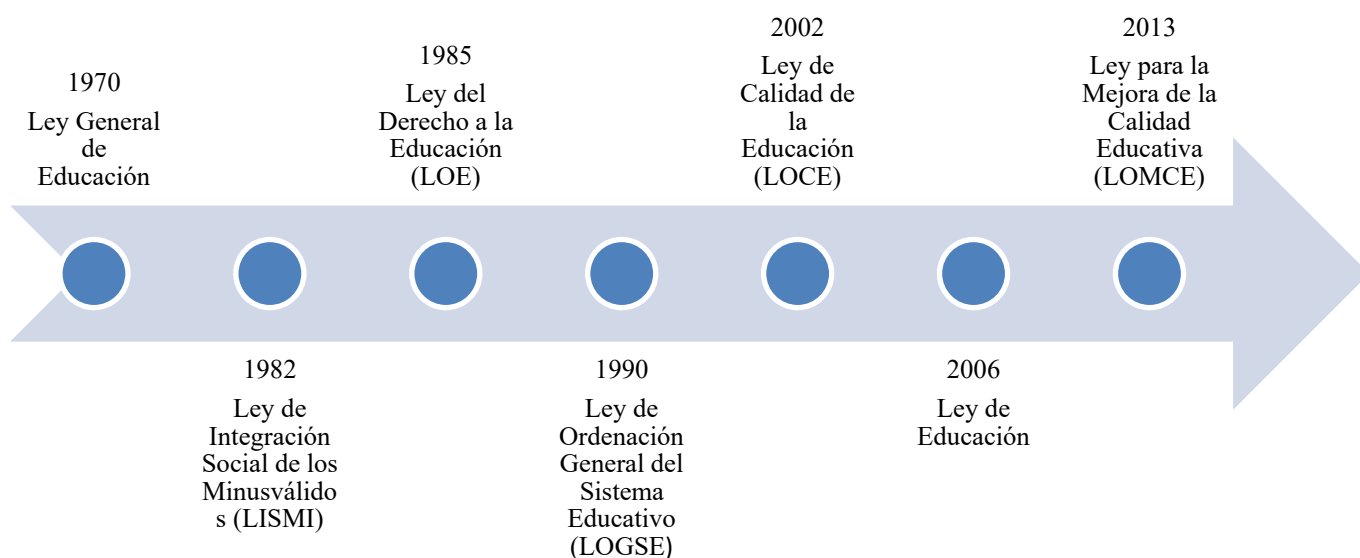 1970
Ley General
de
Educación
1982
Ley de
Integración
Social de los
Minusválido
s (LISMI)
1985
Ley del
Derecho a la
Educación
(LOE)
1990
Ley de
Ordenación
General del
Sistema
Educativo
(LOGSE)
2002
Ley de
Calidad de
la
Educación
(LOCE)
2006
Ley de
Educación
2013
Ley para la
Mejora de la
Calidad
Educativa
(LOMCE)